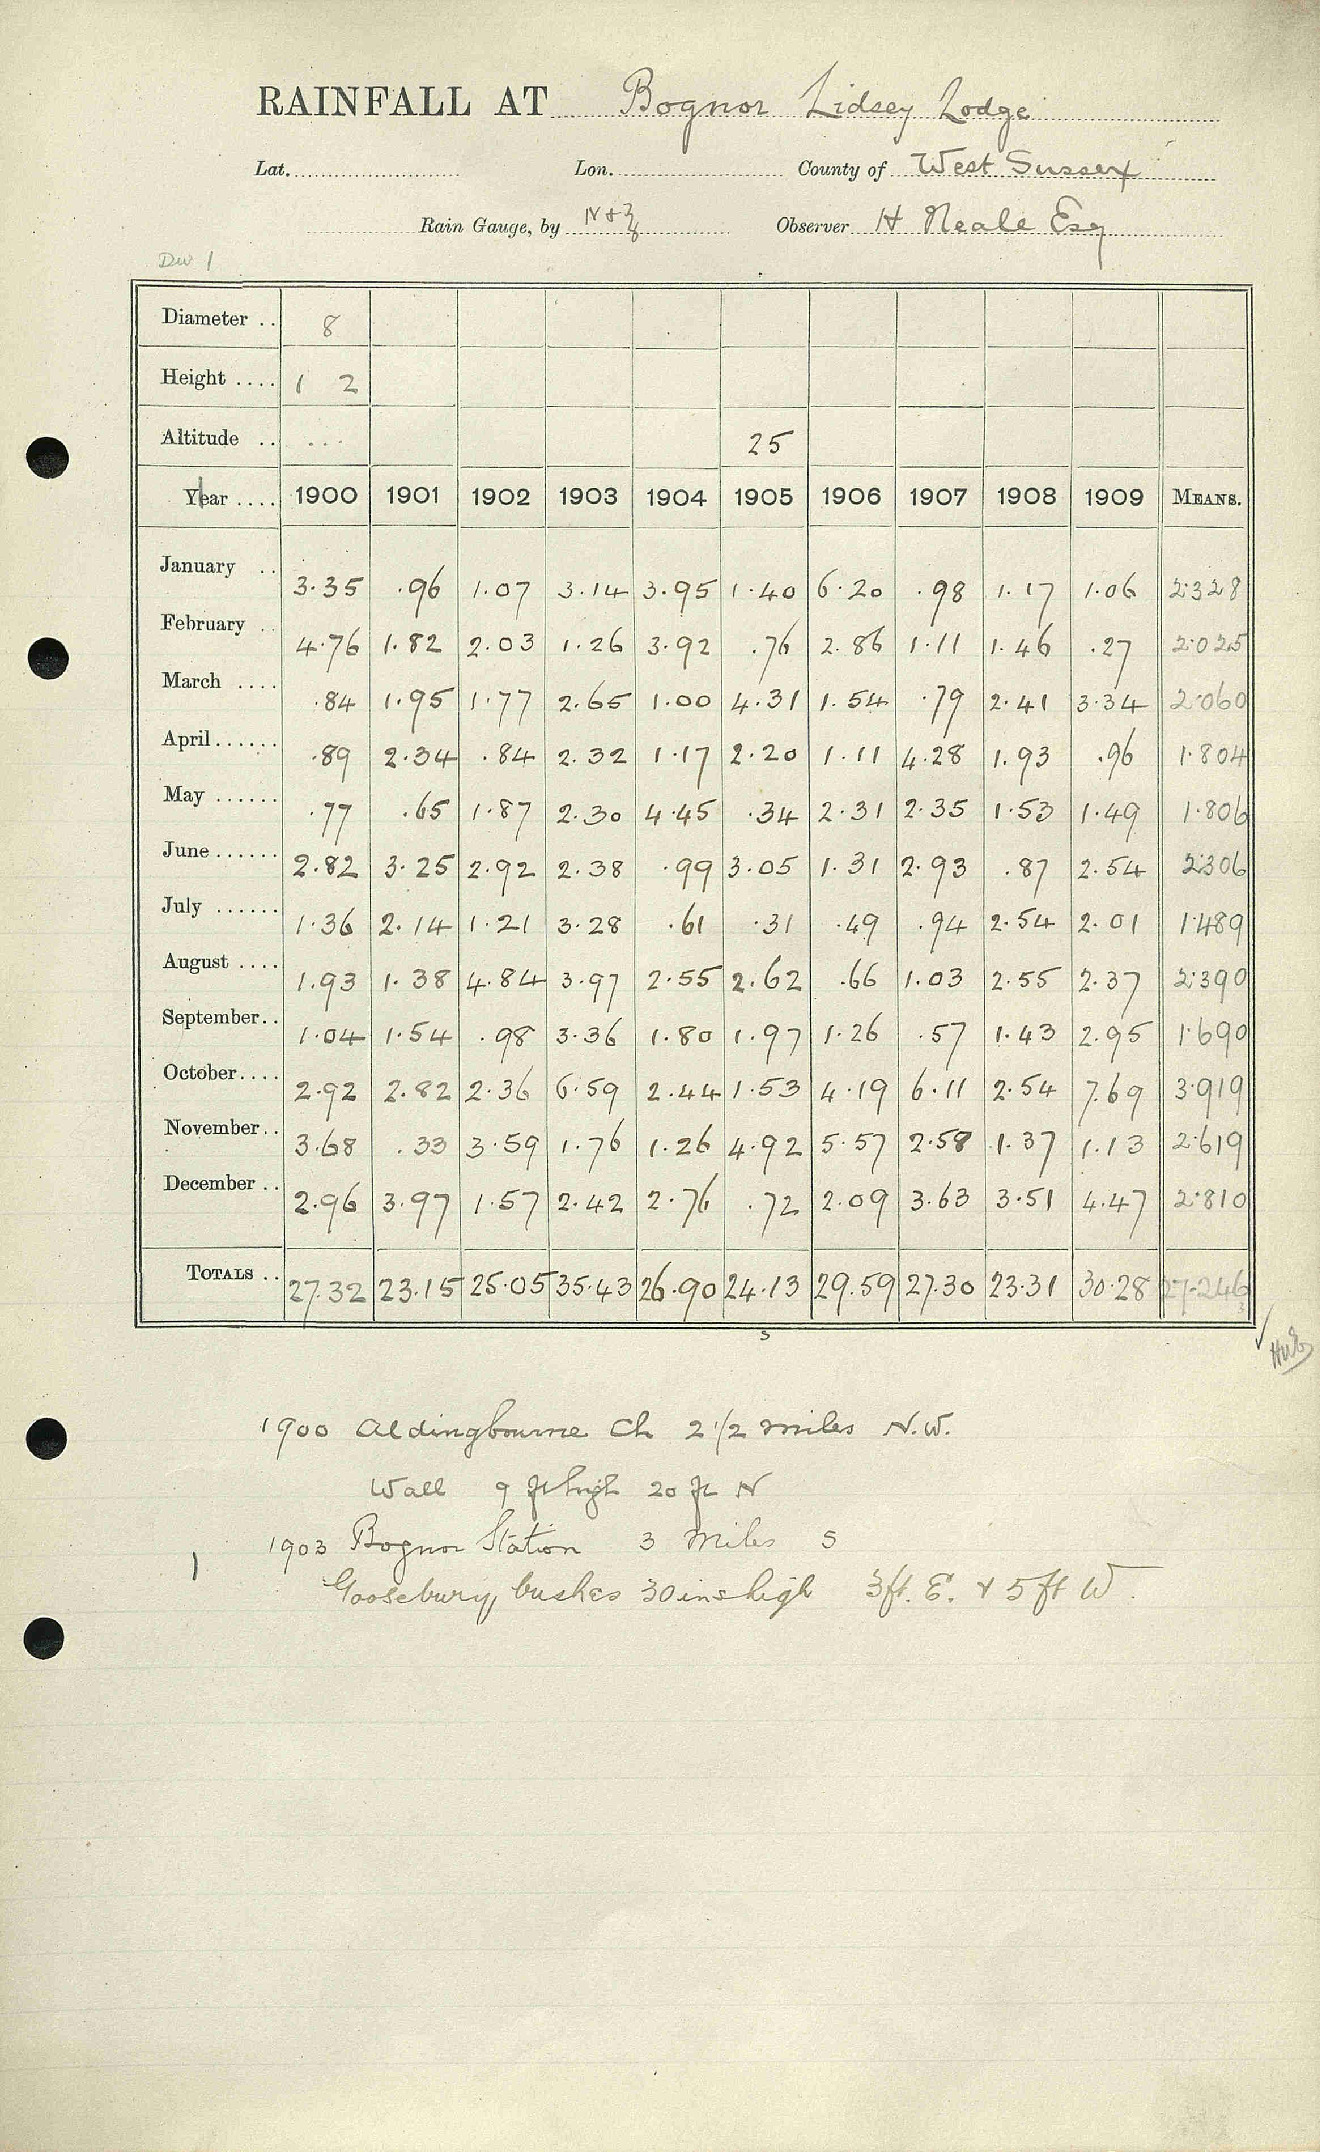 RAINFALL AT Bognor Lidsey Lodge
Lat. Lon. County of West Sussex
Rain Gauge, by N & Z Observer H Neale Esq
Div 1
Diameter .. 8
Height .... 1 2
Altitude .. ... 25
Year .... 1900 1901 1902 1903 1904 1905 1906 1907 1908 1909 MEANS.
January .. 3.35 .96 1.07 3.14 3.95 1.40 6.20 .98 1.17 1.06 2.328
February .. 4.76 1.82 2.03 1.26 3.92 .76 2.86 1.11 1.46 .27 2.025
March .... .84 1.95 1.77 2.65 1.00 4.31 1.54 .79 2.41 3.34 2.060
April...... .89 2.34 .84 2.32 1.17 2.20 1.11 4.28 1.93 .96 1.804
May ...... .77 .65 1.87 2.30 4.45 .34 2.31 2.35 1.53 1.49 1.806
June...... 2.82 3.25 2.92 2.38 .99 3.05 1.31 2.93 .87 2.54 2.306
July ...... 1.36 2.14 1.21 3.28 .61 .31 .49 .94 2.54 2.01 1.489
August .... 1.93 1.38 4.84 3.97 2.55 2.62 .66 1.03 2.55 2.37 2.390
September.. 1.04 1.54 .98 3.36 1.80 1.97 1.26 .57 1.43 2.95 1.690
October.... 2.92 2.82 2.36 6.59 2.44 1.53 4.19 6.11 2.54 7.69 3.919
November.. 3.68 .33 3.59 1.76 1.26 4.92 5.57 2.58 1.37 1.13 2.619
December .. 2.96 3.97 1.57 2.42 2.76 .72 2.09 3.63 3.51 4.47 2.810
TOTALS .. 27.32 23.15 25.05 35.43 26.90 24.13 29.59 27.30 23.31 30.28 27.246
3
s
1900 Aldingbourne Ch 2 1/2 miles N.W.
Wall 9 ft high 20 ft N
1903 Bognor Station 3 Miles S
Goosebury bushes 30 ins high 3ft. E. & 5 ft W